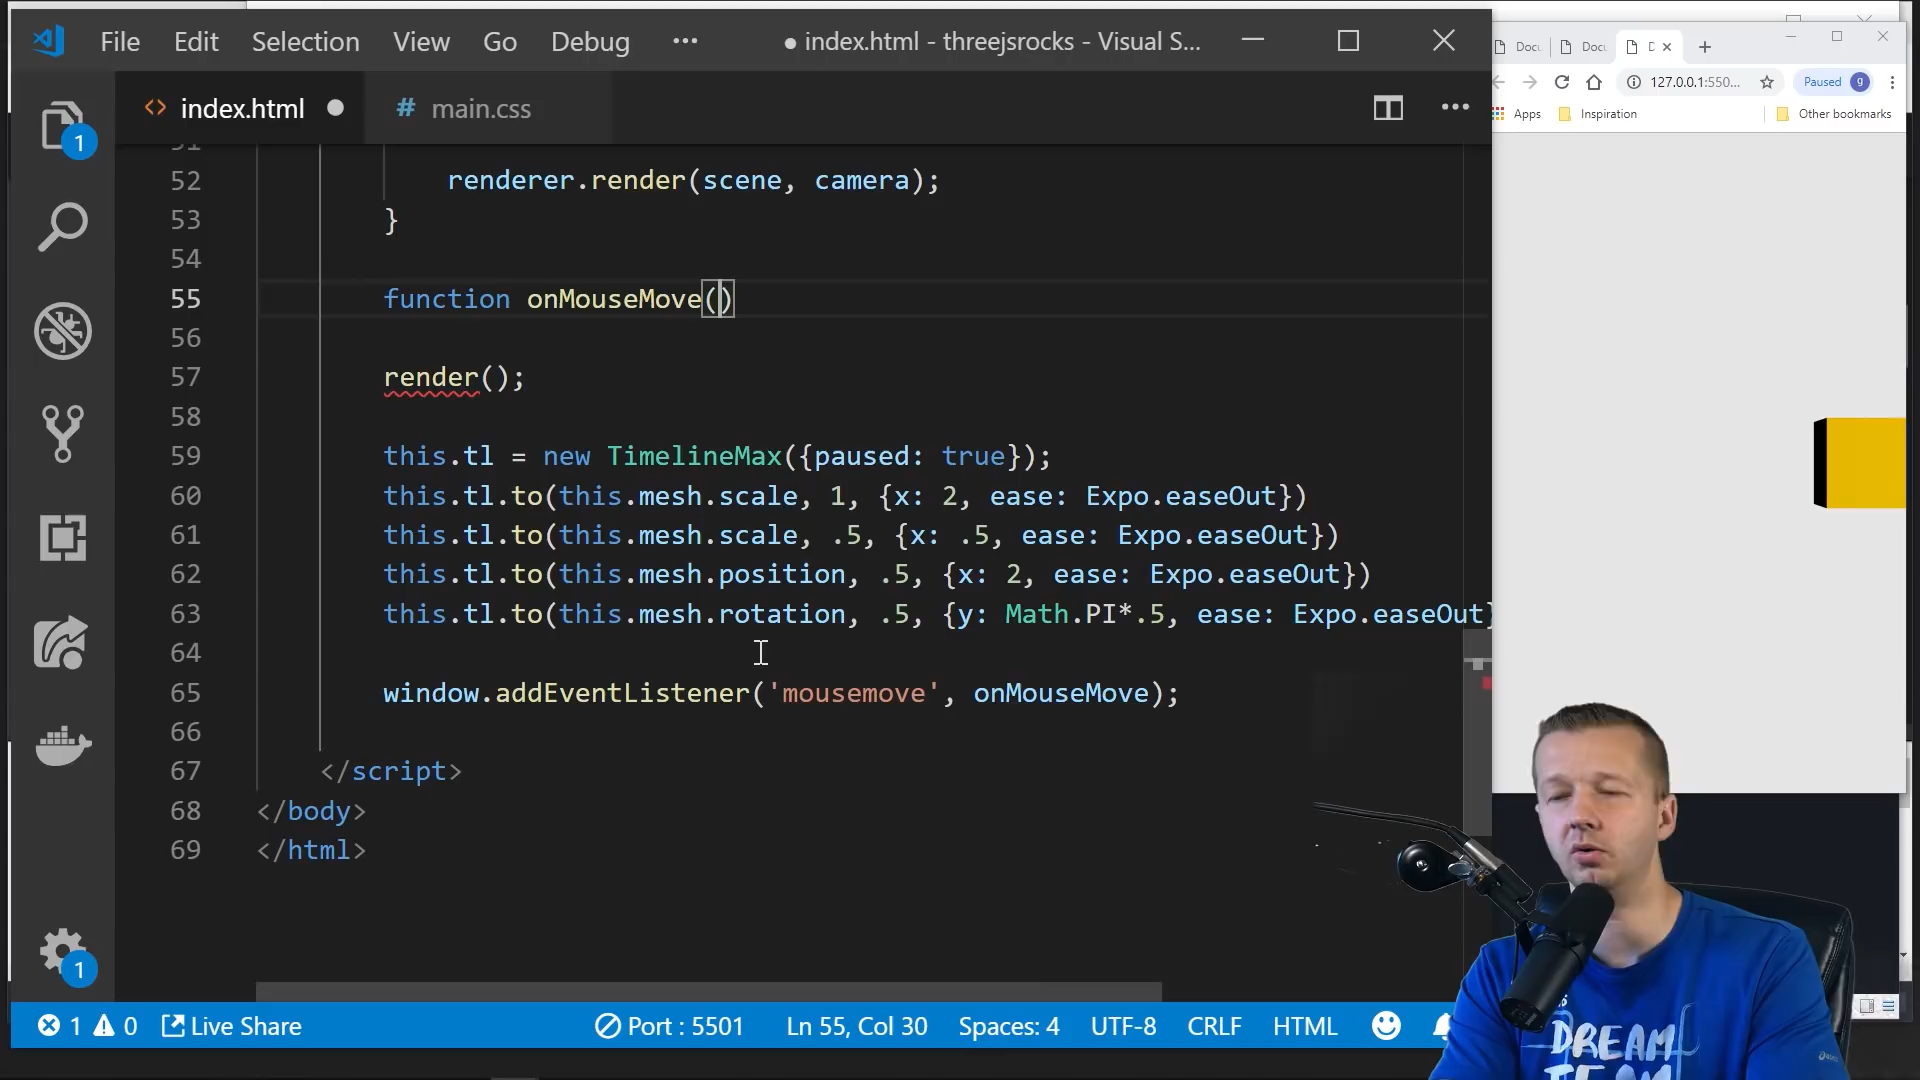 File Edit Selection View Go Debug ··· ● index.html - threejsrocks - Visual S...
<> index.html ● # main.css
51
52 renderer.render(scene, camera);
53 }
54
55 function onMouseMove()
56
57 render();
58
59 this.tl = new TimelineMax({paused: true});
60 this.tl.to(this.mesh.scale, 1, {x: 2, ease: Expo.easeOut})
61 this.tl.to(this.mesh.scale, .5, {x: .5, ease: Expo.easeOut})
62 this.tl.to(this.mesh.position, .5, {x: 2, ease: Expo.easeOut})
63 this.tl.to(this.mesh.rotation, .5, {y: Math.PI*.5, ease: Expo.easeOut}
64
65 window.addEventListener('mousemove', onMouseMove);
66
67 </script>
68 </body>
69 </html>
1
1
1 0 Live Share Port : 5501 Ln 55, Col 30 Spaces: 4 UTF-8 CRLF HTML
Docu Docu D
127.0.0.1:550... Paused g
Apps Inspiration Other bookmarks
DREAM
TEAM